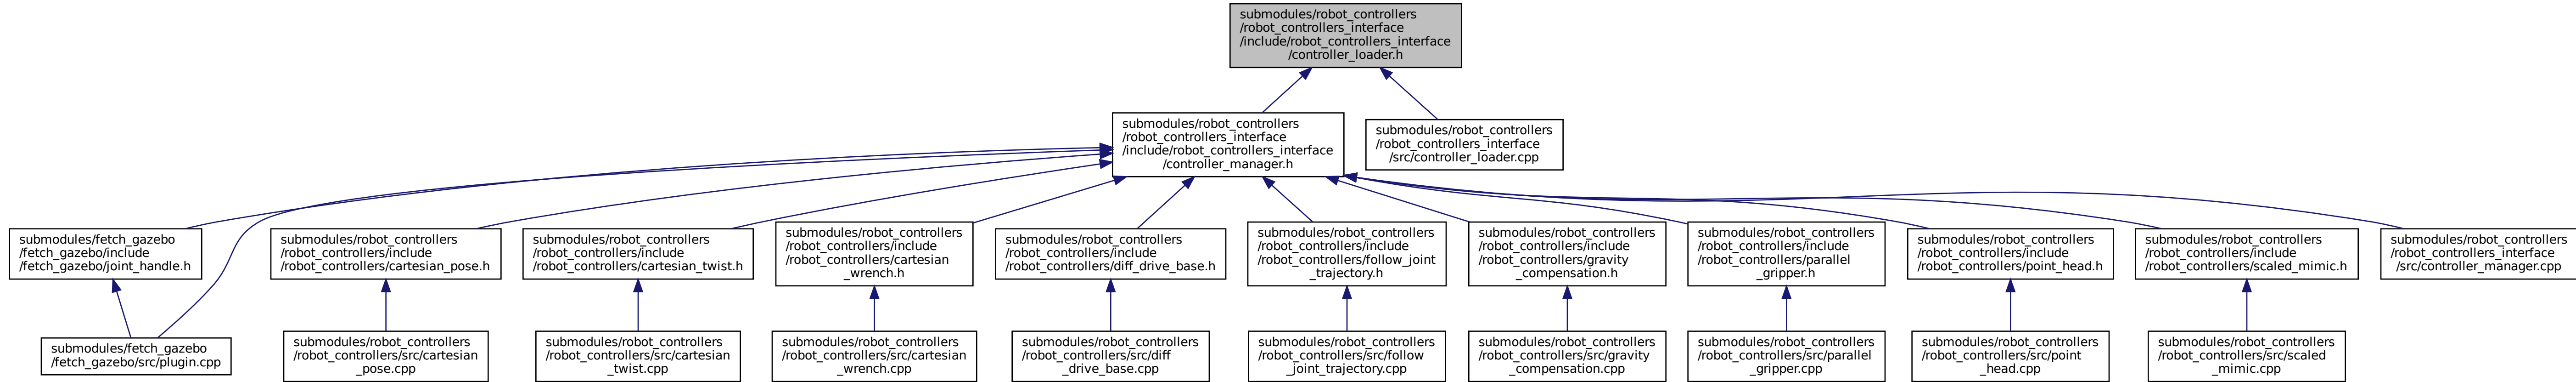 submodules/robot_controllers
/robot_controllers_interface
/include/robot_controllers_interface
/controller_loader.h
submodules/robot_controllers
/robot_controllers_interface
/include/robot_controllers_interface
/controller_manager.h
submodules/robot_controllers
/robot_controllers_interface
/src/controller_loader.cpp
submodules/fetch_gazebo
/fetch_gazebo/include
/fetch_gazebo/joint_handle.h
submodules/robot_controllers
/robot_controllers/include
/robot_controllers/cartesian_pose.h
submodules/robot_controllers
/robot_controllers/include
/robot_controllers/cartesian_twist.h
submodules/robot_controllers
/robot_controllers/include
/robot_controllers/cartesian
_wrench.h
submodules/robot_controllers
/robot_controllers/include
/robot_controllers/diff_drive_base.h
submodules/robot_controllers
/robot_controllers/include
/robot_controllers/follow_joint
_trajectory.h
submodules/robot_controllers
/robot_controllers/include
/robot_controllers/gravity
_compensation.h
submodules/robot_controllers
/robot_controllers/include
/robot_controllers/parallel
_gripper.h
submodules/robot_controllers
/robot_controllers/include
/robot_controllers/point_head.h
submodules/robot_controllers
/robot_controllers/include
/robot_controllers/scaled_mimic.h
submodules/robot_controllers
/robot_controllers_interface
/src/controller_manager.cpp
submodules/fetch_gazebo
/fetch_gazebo/src/plugin.cpp
submodules/robot_controllers
/robot_controllers/src/cartesian
_pose.cpp
submodules/robot_controllers
/robot_controllers/src/cartesian
_twist.cpp
submodules/robot_controllers
/robot_controllers/src/cartesian
_wrench.cpp
submodules/robot_controllers
/robot_controllers/src/diff
_drive_base.cpp
submodules/robot_controllers
/robot_controllers/src/follow
_joint_trajectory.cpp
submodules/robot_controllers
/robot_controllers/src/gravity
_compensation.cpp
submodules/robot_controllers
/robot_controllers/src/parallel
_gripper.cpp
submodules/robot_controllers
/robot_controllers/src/point
_head.cpp
submodules/robot_controllers
/robot_controllers/src/scaled
_mimic.cpp